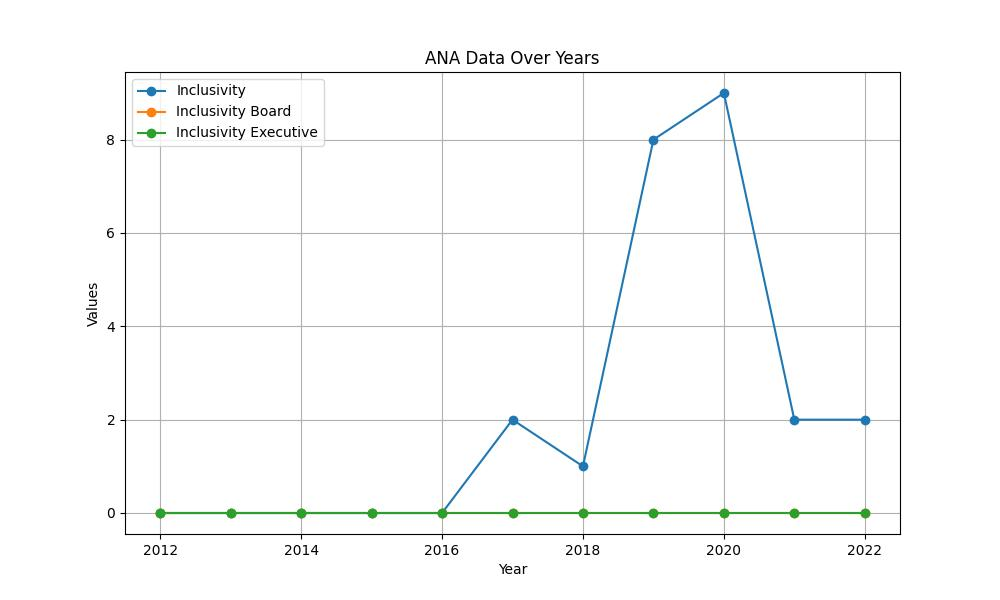 ANA Data Over Years
Inclusivity
Inclusivity Board
Inclusivity Executive
Values
8
6
4
2
0
2012 2014 2016 2018 2020 2022
Year